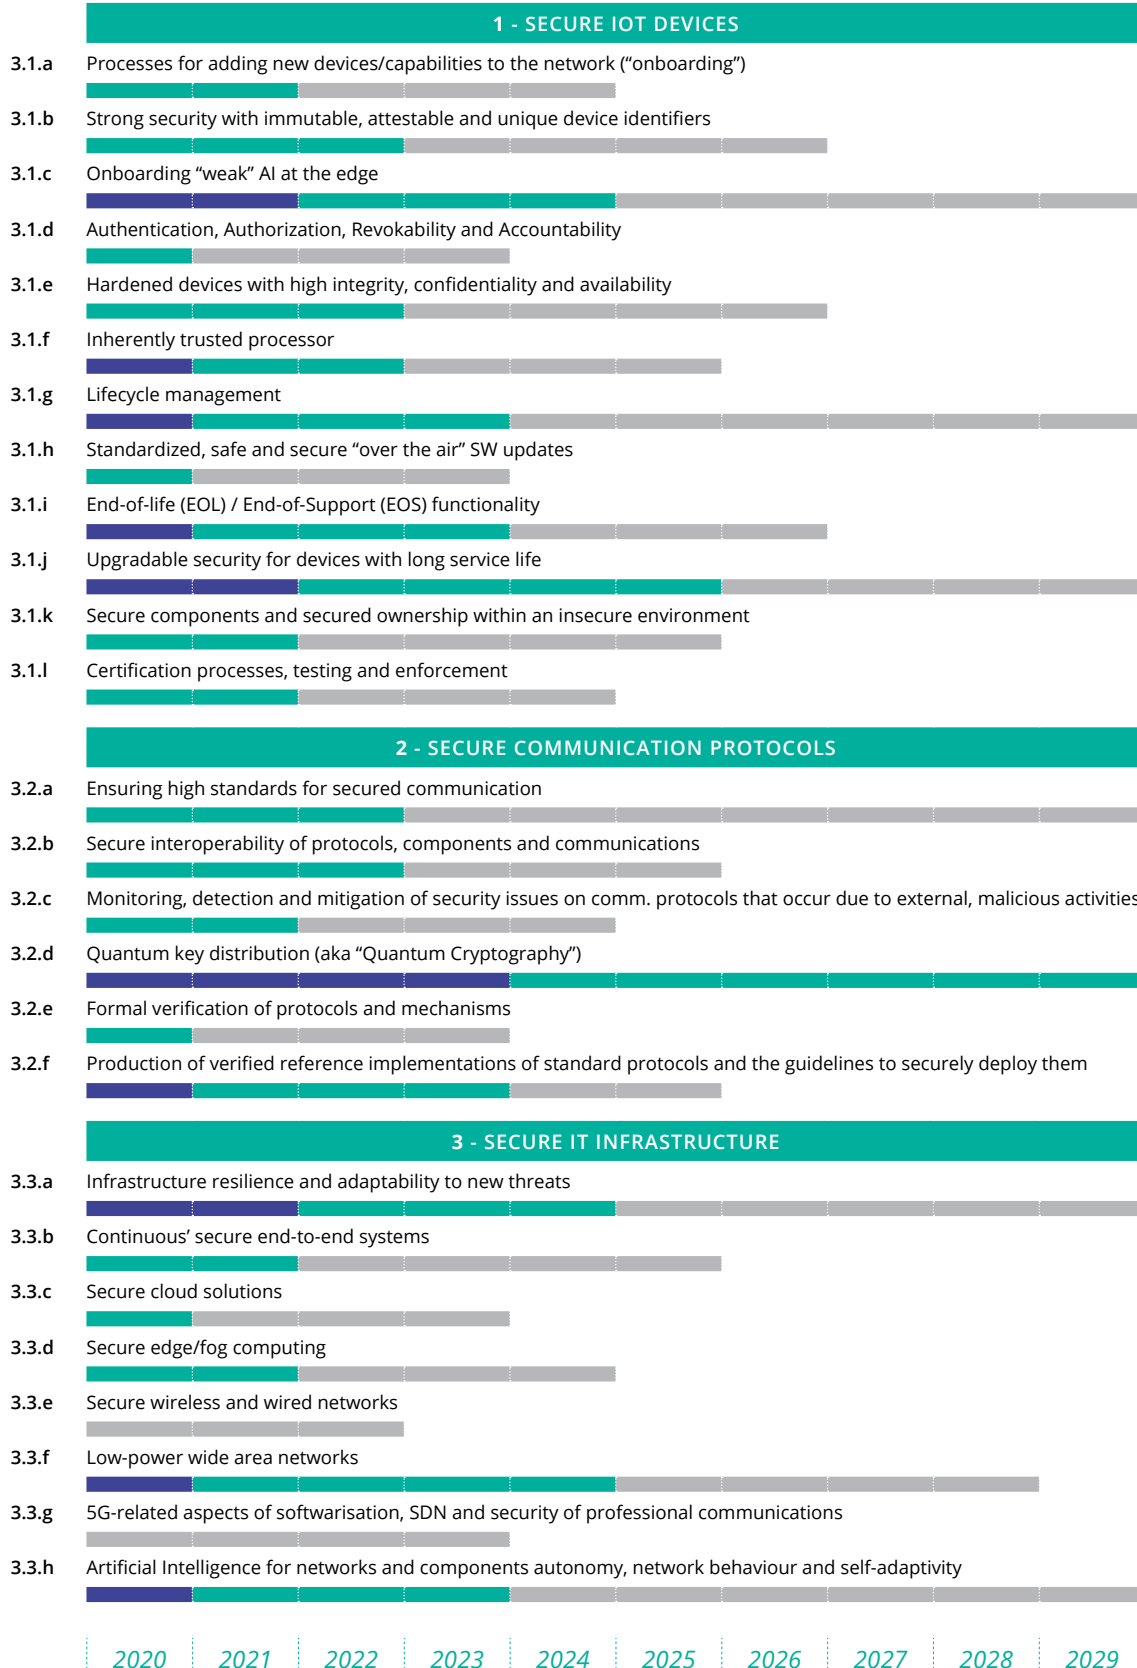 1 - SECURE IOT DEVICES
3.1.a Processes for adding new devices/capabilities to the network (“onboarding”)
3.1.b Strong security with immutable, attestable and unique device identifiers
3.1.c Onboarding “weak” AI at the edge
3.1.d Authentication, Authorization, Revokability and Accountability
3.1.e Hardened devices with high integrity, confidentiality and availability
3.1.f Inherently trusted processor
3.1.g Lifecycle management
3.1.h Standardized, safe and secure “over the air” SW updates
3.1.i End-of-life (EOL) / End-of-Support (EOS) functionality
3.1.j Upgradable security for devices with long service life
3.1.k Secure components and secured ownership within an insecure environment
3.1.l Certification processes, testing and enforcement
2 - SECURE COMMUNICATION PROTOCOLS
3.2.a Ensuring high standards for secured communication
3.2.b Secure interoperability of protocols, components and communications
3.2.c Monitoring, detection and mitigation of security issues on comm. protocols that occur due to external, malicious activities
3.2.d Quantum key distribution (aka “Quantum Cryptography”)
3.2.e Formal verification of protocols and mechanisms
3.2.f Production of verified reference implementations of standard protocols and the guidelines to securely deploy them
3 - SECURE IT INFRASTRUCTURE
3.3.a Infrastructure resilience and adaptability to new threats
3.3.b Continuous’ secure end-to-end systems
3.3.c Secure cloud solutions
3.3.d Secure edge/fog computing
3.3.e Secure wireless and wired networks
3.3.f Low-power wide area networks
3.3.g 5G-related aspects of softwarisation, SDN and security of professional communications
3.3.h Artificial Intelligence for networks and components autonomy, network behaviour and self-adaptivity
2020 2021 2022 2023 2024 2025 2026 2027 2028 2029